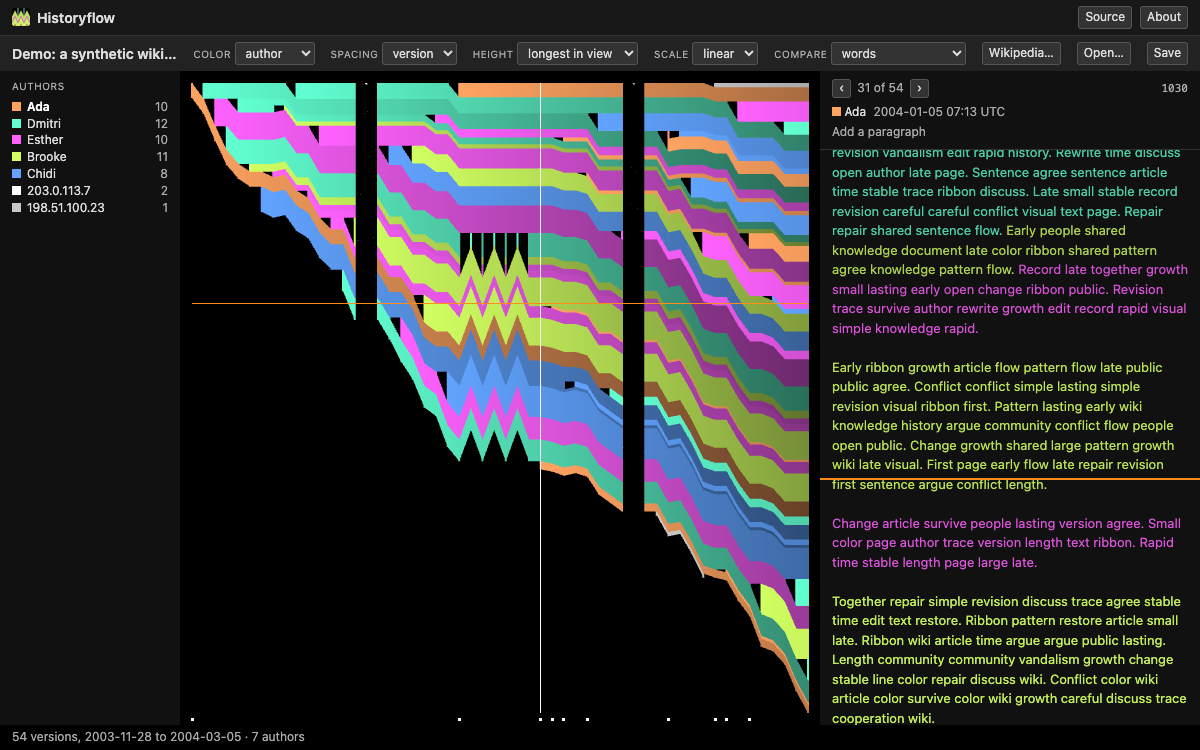 Historyflow
Source
About
Demo: a synthetic wiki...
COLOR
author
SPACING
version
HEIGHT
longest in view
SCALE
linear
COMPARE
words
Wikipedia...
Open...
Save
AUTHORS
Ada 10
Dmitri 12
Esther 10
Brooke 11
Chidi 8
203.0.113.7 2
198.51.100.23 1
‹ 31 of 54 › 1030
Ada 2004-01-05 07:13 UTC
Add a paragraph
revision vandalism edit rapid history. Rewrite time discuss
open author late page. Sentence agree sentence article
time stable trace ribbon discuss. Late small stable record
revision careful careful conflict visual text page. Repair
repair shared sentence flow. Early people shared
knowledge document late color ribbon shared pattern
agree knowledge pattern flow. Record late together growth
small lasting early open change ribbon public. Revision
trace survive author rewrite growth edit record rapid visual
simple knowledge rapid.
Early ribbon growth article flow pattern flow late public
public agree. Conflict conflict simple lasting simple
revision visual ribbon first. Pattern lasting early wiki
knowledge history argue community conflict flow people
open public. Change growth shared large pattern growth
wiki late visual. First page early flow late repair revision
first sentence argue conflict length.
Change article survive people lasting version agree. Small
color page author trace version length text ribbon. Rapid
time stable length page large late.
Together repair simple revision discuss trace agree stable
time edit text restore. Ribbon pattern restore article small
late. Ribbon wiki article time argue argue public lasting.
Length community community vandalism growth change
stable line color repair discuss wiki. Conflict color wiki
article color survive color wiki growth careful discuss trace
cooperation wiki.
54 versions, 2003-11-28 to 2004-03-05 · 7 authors